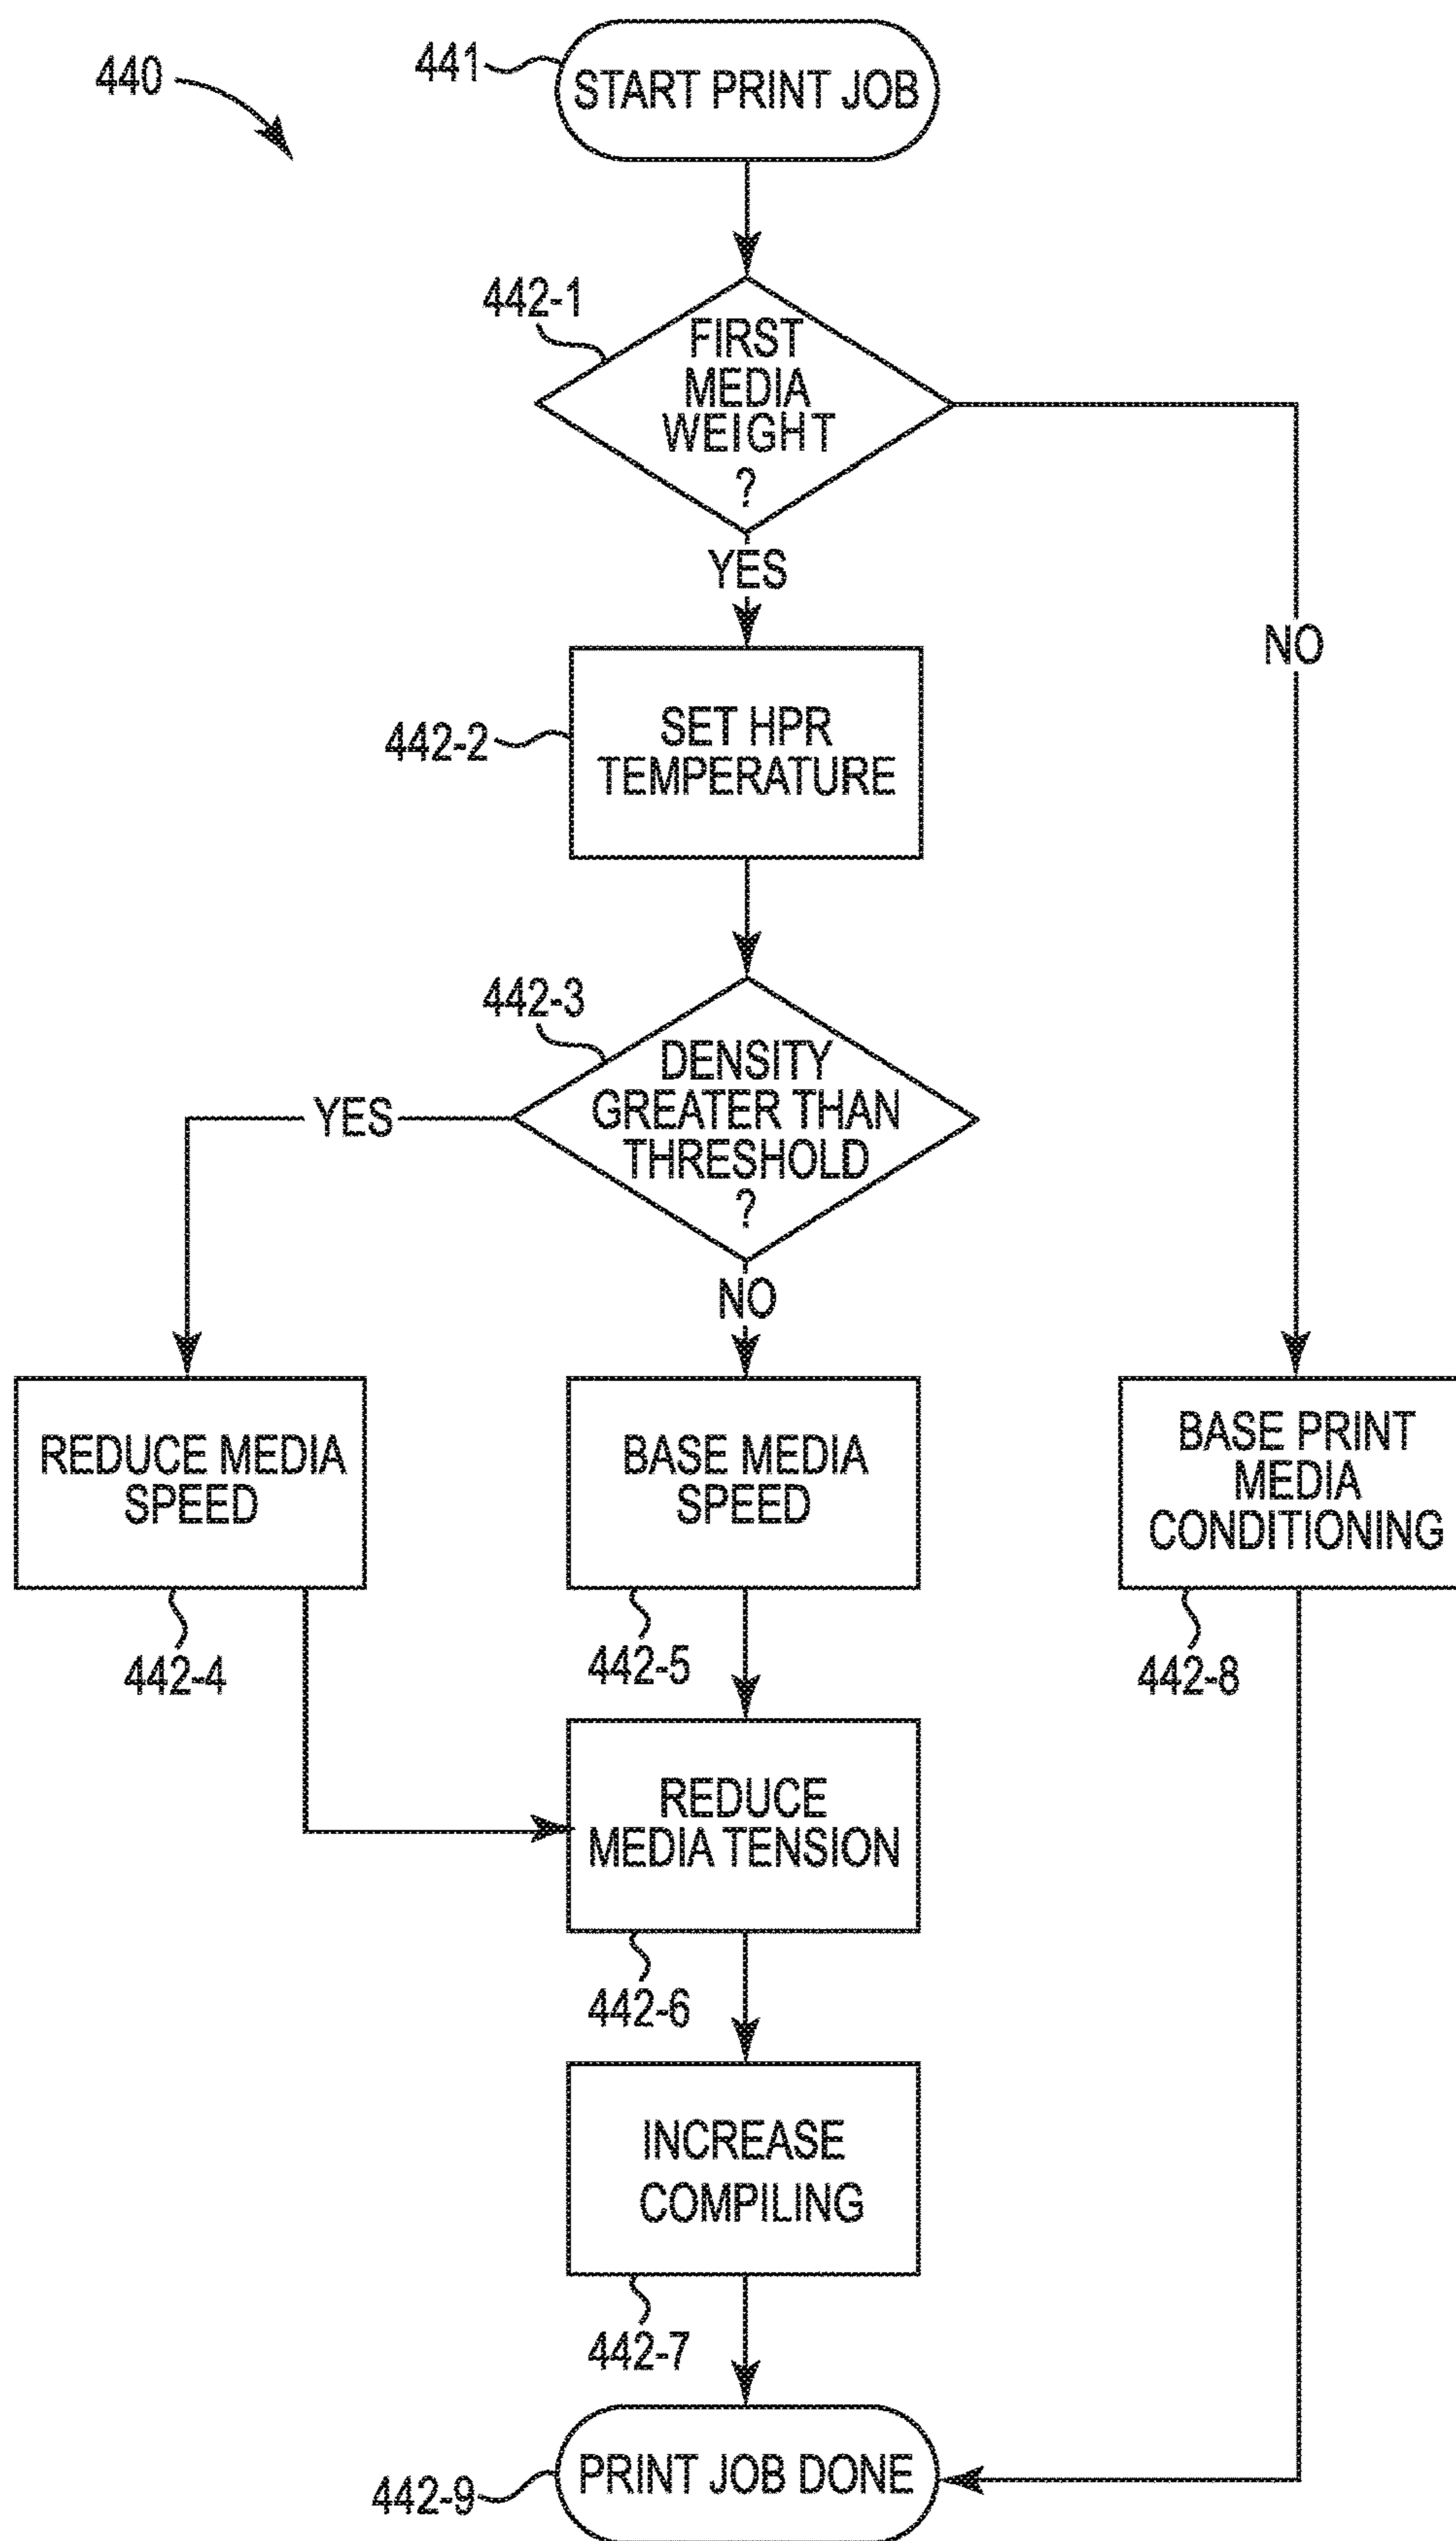 440
441
START PRINT JOB
442-1
FIRST
MEDIA
WEIGHT
?
YES
NO
442-2
SET HPR
TEMPERATURE
442-3
DENSITY
GREATER THAN
THRESHOLD
?
YES
NO
REDUCE MEDIA
SPEED
BASE MEDIA
SPEED
BASE PRINT
MEDIA
CONDITIONING
442-4
442-5
442-8
REDUCE
MEDIA TENSION
442-6
INCREASE
COMPILING
442-7
442-9
PRINT JOB DONE